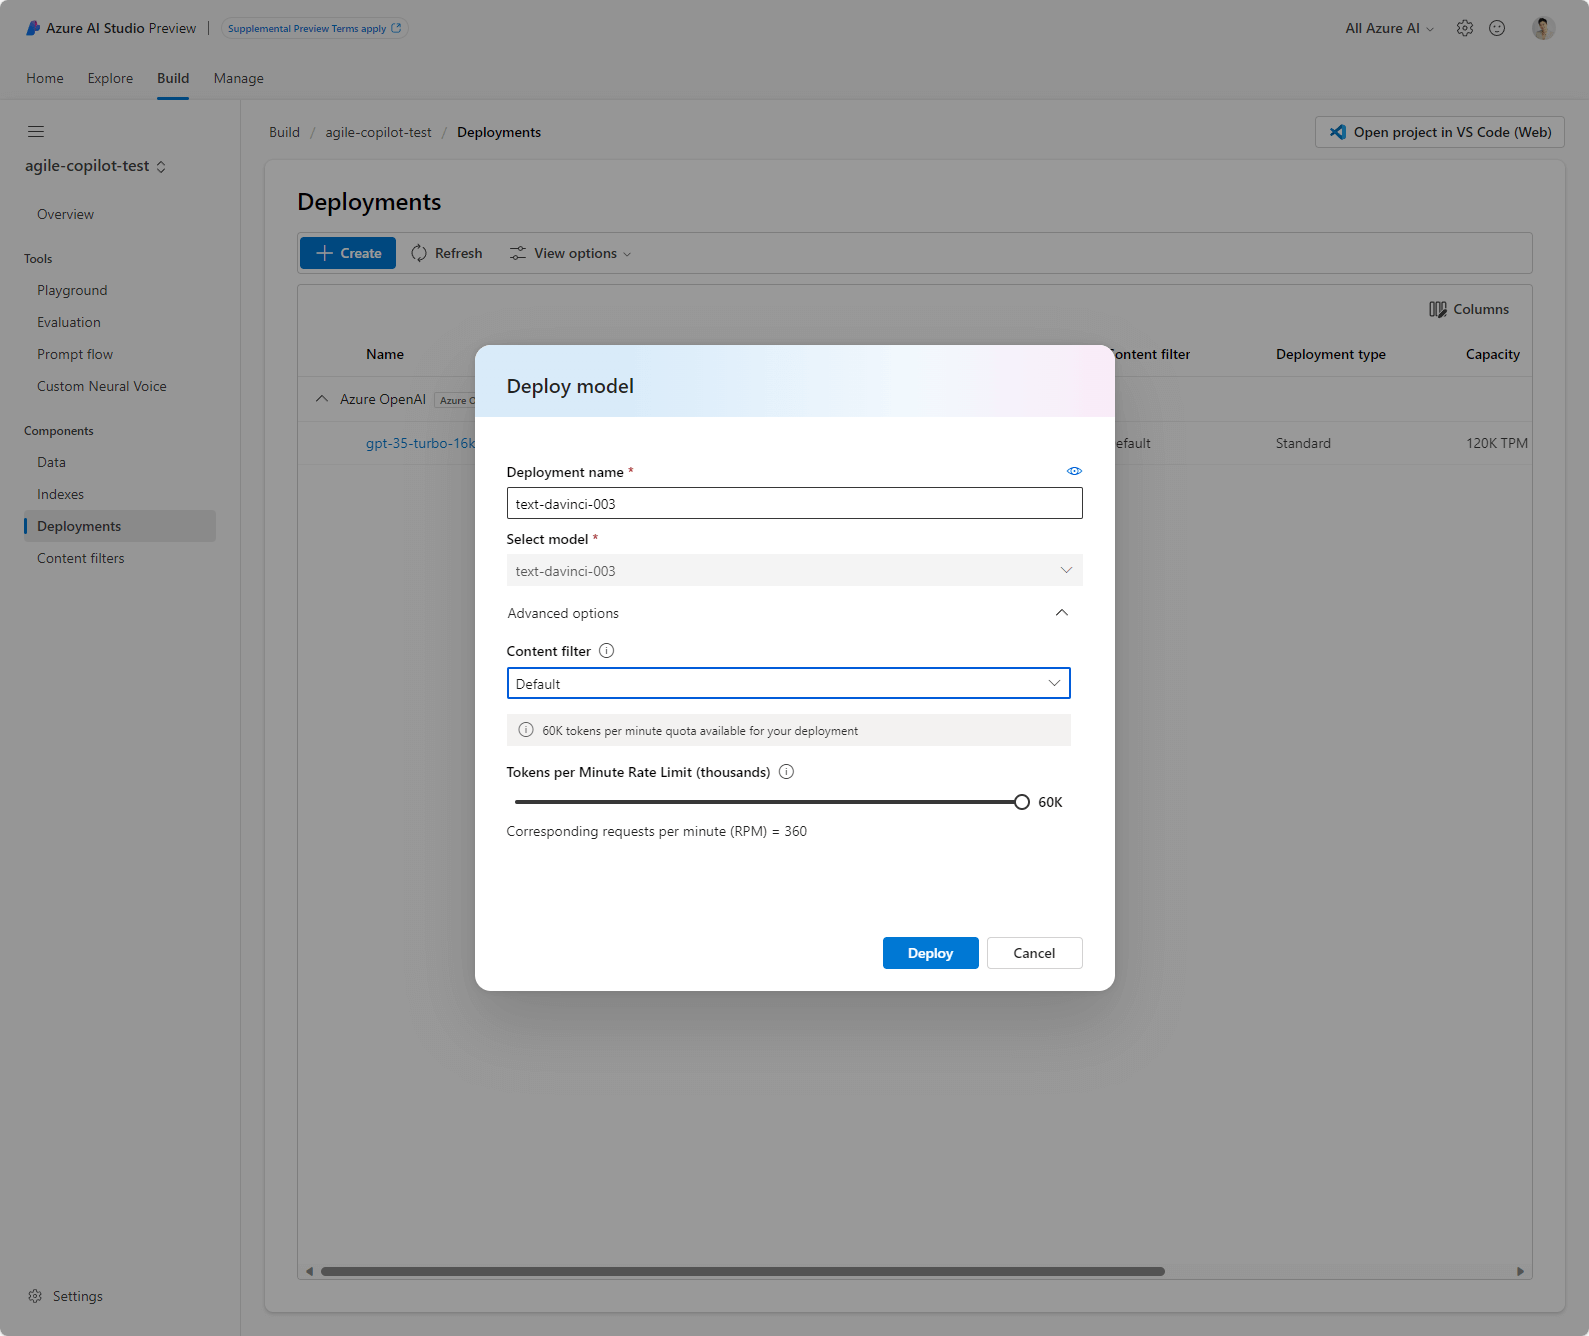 Azure AI Studio Preview | Supplemental Preview Terms apply
All Azure AI
Home Explore Build Manage
Build / agile-copilot-test / Deployments
Open project in VS Code (Web)
agile-copilot-test
Overview
Tools
Playground
Evaluation
Prompt flow
Custom Neural Voice
Components
Data
Indexes
Deployments
Content filters
Settings
Deployments
Create Refresh View options
Columns
Name ontent filter Deployment type Capacity
Azure OpenAI Azure
gpt-35-turbo-16k efault Standard 120K TPM
Deploy model
Deployment name *
text-davinci-003
Select model *
text-davinci-003
Advanced options
Content filter
Default
60K tokens per minute quota available for your deployment
Tokens per Minute Rate Limit (thousands)
60K
Corresponding requests per minute (RPM) = 360
Deploy Cancel